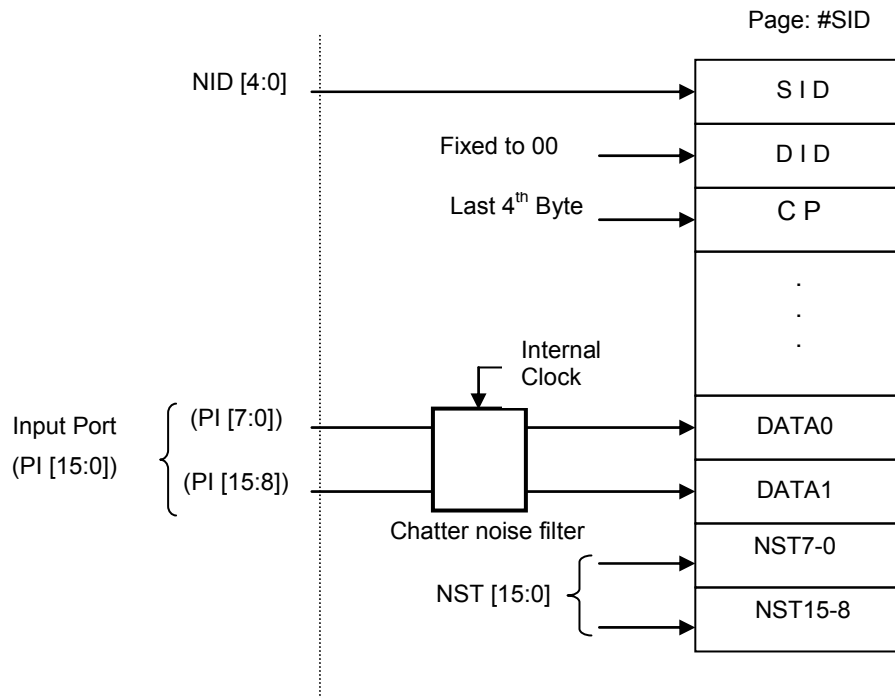 Page: #SID
NID [4:0]
S I D
Fixed to 00
D I D
Last 4th Byte
C P
.
.
.
Internal
Clock
Input Port
(PI [15:0])
(PI [7:0])
DATA0
(PI [15:8])
DATA1
Chatter noise filter
NST [15:0]
NST7-0
NST15-8